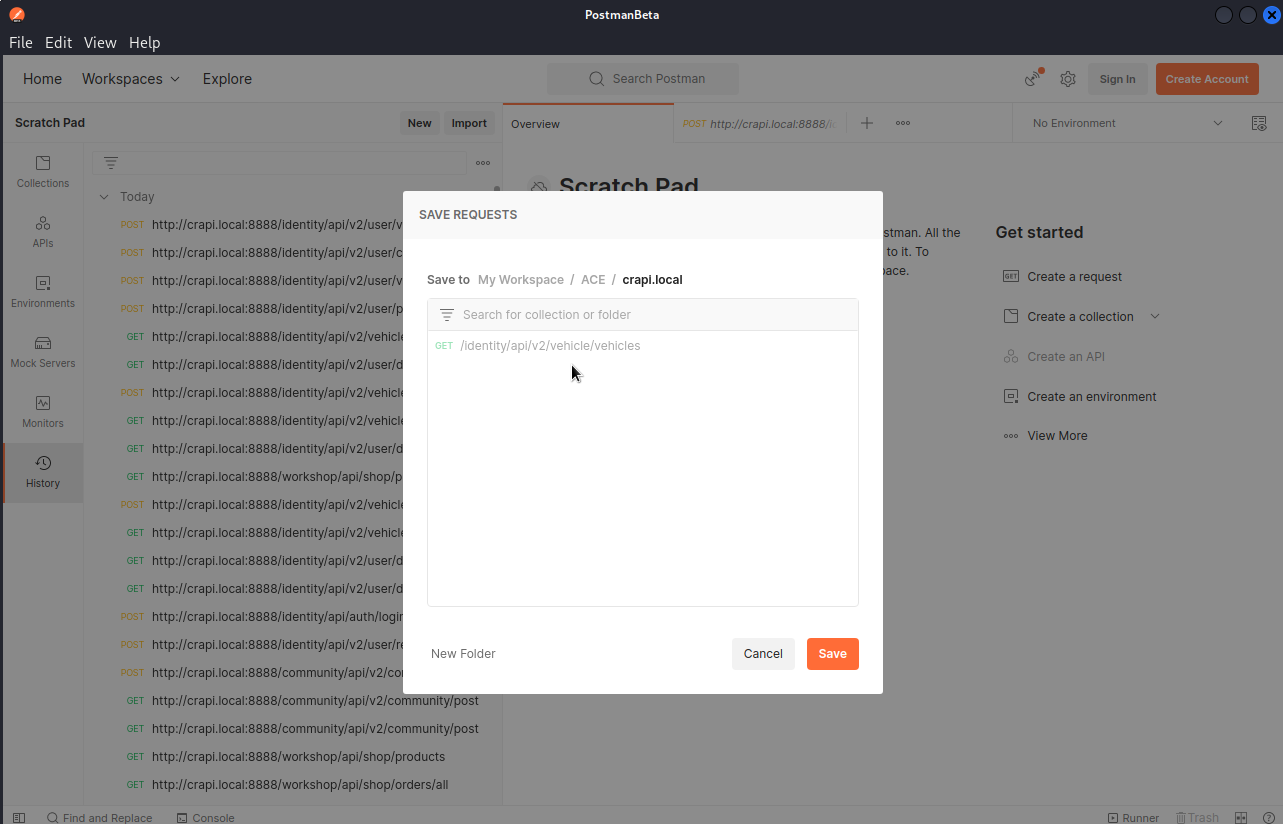 PostmanBeta
File Edit View Help
Home Workspaces Explore Search Postman Sign In Create Account
Scratch Pad New Import Overview POST http://crapi.local:8888/ No Environment
Collections
APIs
Environments
Mock Servers
Monitors
History
Today
POST http://crapi.local:8888/identity/api/v2/user/v
GET http://crapi.local:8888/identity/api/v2/user/c
POST http://crapi.local:8888/identity/api/v2/user/v
POST http://crapi.local:8888/identity/api/v2/user/p
GET http://crapi.local:8888/identity/api/v2/vehicle
GET http://crapi.local:8888/identity/api/v2/user/d
POST http://crapi.local:8888/identity/api/v2/vehicle
GET http://crapi.local:8888/identity/api/v2/vehicle
GET http://crapi.local:8888/identity/api/v2/user/d
GET http://crapi.local:8888/workshop/api/shop/p
POST http://crapi.local:8888/identity/api/v2/vehicle
GET http://crapi.local:8888/identity/api/v2/vehicle
GET http://crapi.local:8888/identity/api/v2/user/d
GET http://crapi.local:8888/identity/api/v2/user/d
POST http://crapi.local:8888/identity/api/auth/login
POST http://crapi.local:8888/identity/api/v2/user/re
POST http://crapi.local:8888/community/api/v2/co
GET http://crapi.local:8888/community/api/v2/community/post
GET http://crapi.local:8888/community/api/v2/community/post
GET http://crapi.local:8888/workshop/api/shop/products
GET http://crapi.local:8888/workshop/api/shop/orders/all
Scratch Pad
stman. All the
to it. To
ace.
Get started
GET Create a request
Create a collection
Create an API
Create an environment
View More
SAVE REQUESTS
Save to My Workspace / ACE / crapi.local
Search for collection or folder
GET /identity/api/v2/vehicle/vehicles
New Folder Cancel Save
Find and Replace Console Runner Trash